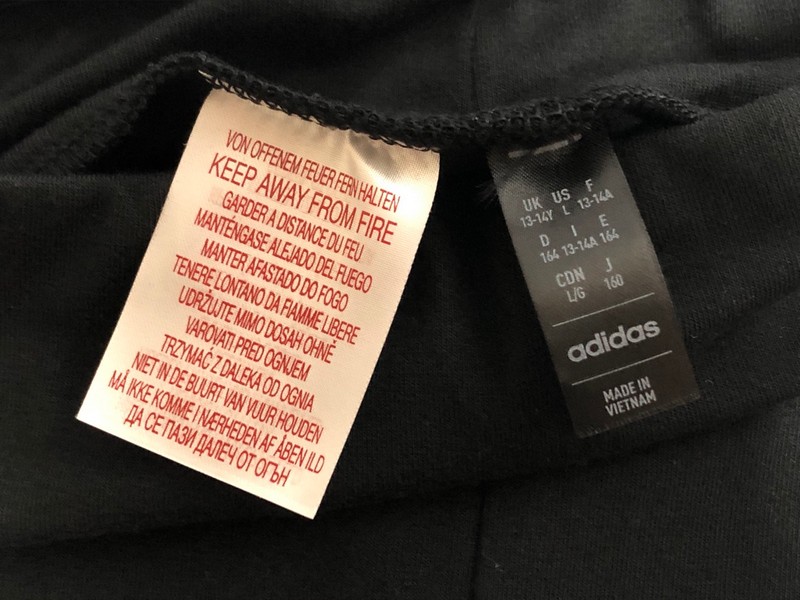 VON OFFENEM FEUER FERN HALTEN
KEEP AWAY FROM FIRE
GARDER A DISTANCE DU FEU
MANTÉNGASE ALEJADO DEL FUEGO
MANTER AFASTADO DO FOGO
TENERE LONTANO DA FIAMME LIBERE
UDRŽUJTE MIMO DOSAH OHNĚ
VAROVATI PRED OGNJEM
TRZYMAĆ Z DALEKA OD OGNIA
NIET IN DE BUURT VAN VUUR HOUDEN
MÅ IKKE KOMME I NÆRHEDEN AF ÅBEN ILD
ДА СЕ ПАЗИ ДАЛЕЧ ОТ ОГЪН
UK US F
13-14Y L 13-14A
D I E
164 13-14A 164
CDN J
L/G 160
adidas
MADE IN
VIETNAM